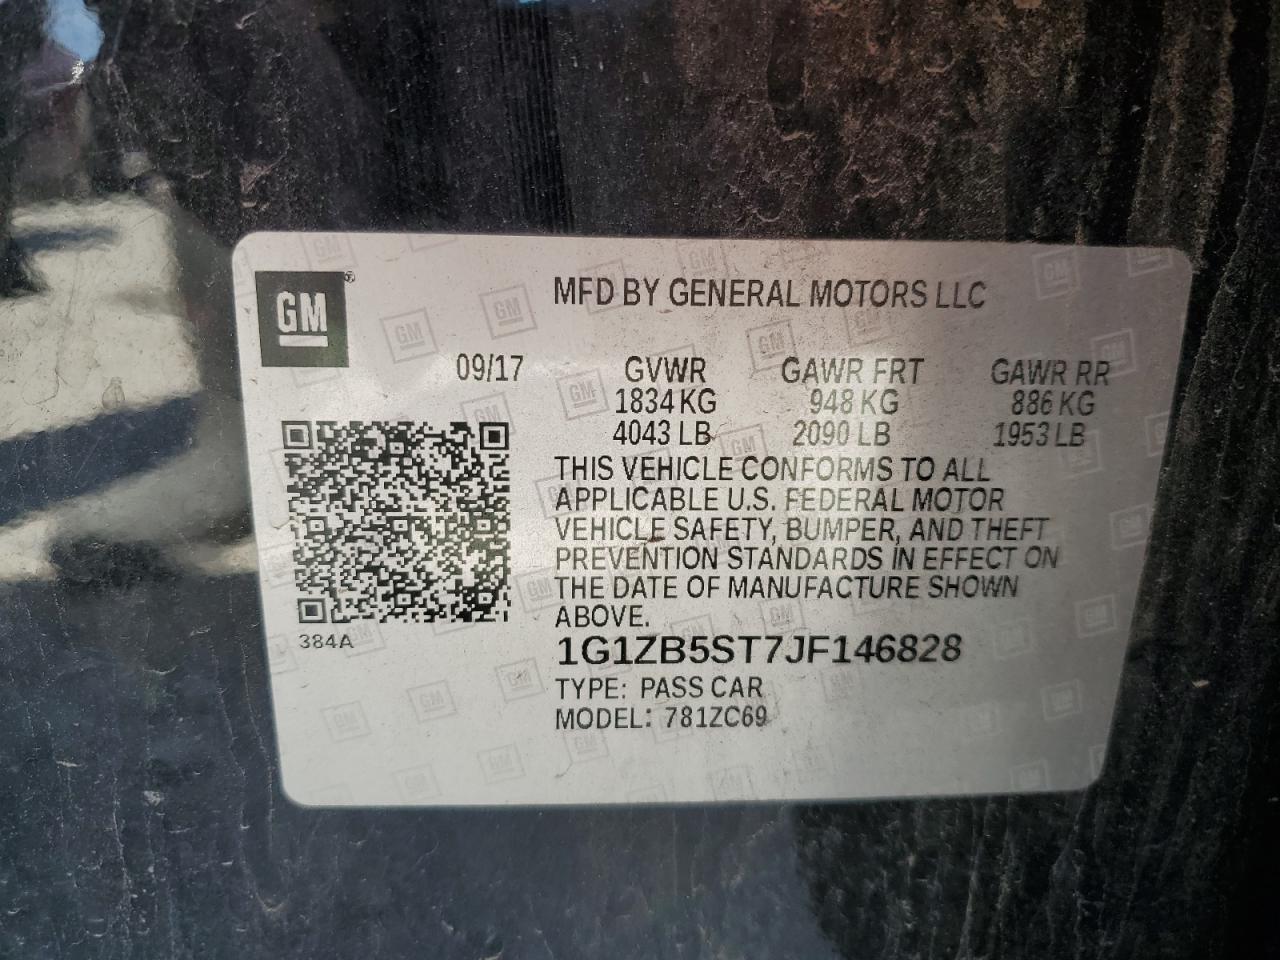 GM®
MFD BY GENERAL MOTORS LLC
09/17 GVWR GAWR FRT GAWR RR
1834 KG 948 KG 886 KG
4043 LB 2090 LB 1953 LB
THIS VEHICLE CONFORMS TO ALL
APPLICABLE U.S. FEDERAL MOTOR
VEHICLE SAFETY, BUMPER, AND THEFT
PREVENTION STANDARDS IN EFFECT ON
THE DATE OF MANUFACTURE SHOWN
ABOVE.
384A
1G1ZB5ST7JF146828
TYPE: PASS CAR
MODEL: 781ZC69